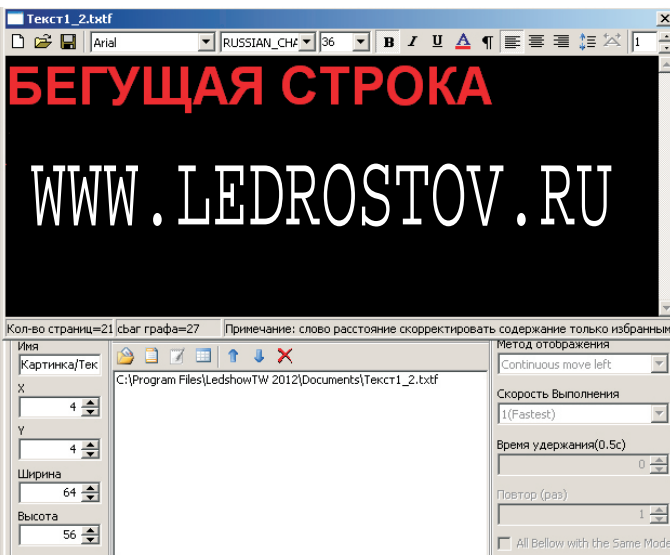 Текст1_2.txtf
Arial RUSSIAN_CHA 36 B I U A ¶ 1
БЕГУЩАЯ СТРОКА
WWW.LEDROSTOV.RU
Кол-во страниц=21 cbar графа=27 Примечание: слово расстояние скорректировать содержание только избранным
Имя
Картинка/Тек
X
4
Y
4
Ширина
64
Высота
56
C:\Program Files\LedshowTW 2012\Documents\Текст1_2.txtf
Метод отображения
Continuous move left
Скорость Выполнения
1(Fastest)
Время удержания(0.5с)
0
Повтор (раз)
1
All Bellow with the Same Mode